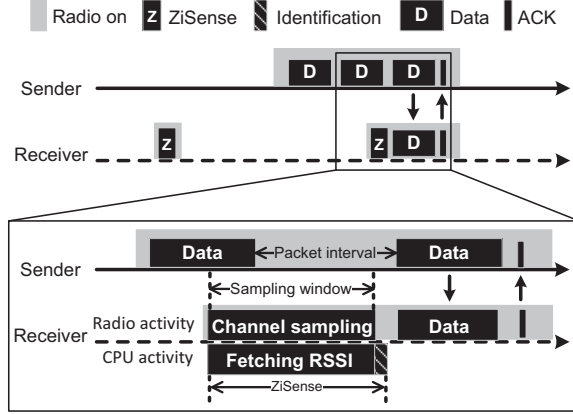 Radio on Z ZiSense Identification D Data ACK
D D D
Sender
Z Z D
Receiver
Data Packet interval Data
Sender
Sampling window
Receiver Radio activity Channel sampling Data
CPU activity Fetching RSSI
ZiSense